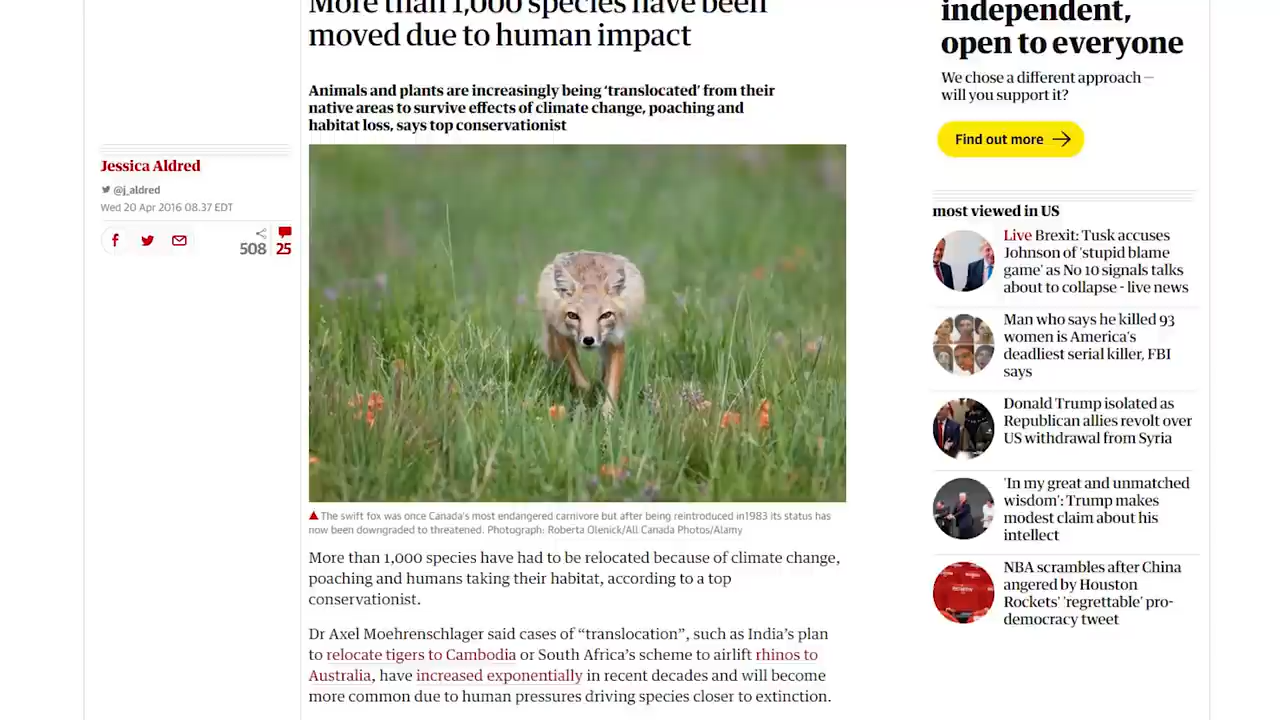 More than 1,000 species have been
moved due to human impact
Animals and plants are increasingly being ‘translocated’ from their
native areas to survive effects of climate change, poaching and
habitat loss, says top conservationist
Jessica Aldred
@j_aldred
Wed 20 Apr 2016 08.37 EDT
508 25
The swift fox was once Canada's most endangered carnivore but after being reintroduced in1983 its status has
now been downgraded to threatened. Photograph: Roberta Olenick/All Canada Photos/Alamy
More than 1,000 species have had to be relocated because of climate change,
poaching and humans taking their habitat, according to a top
conservationist.
Dr Axel Moehrenschlager said cases of “translocation”, such as India’s plan
to relocate tigers to Cambodia or South Africa’s scheme to airlift rhinos to
Australia, have increased exponentially in recent decades and will become
more common due to human pressures driving species closer to extinction.
independent,
open to everyone
We chose a different approach –
will you support it?
Find out more
most viewed in US
Live Brexit: Tusk accuses
Johnson of 'stupid blame
game' as No 10 signals talks
about to collapse - live news
Man who says he killed 93
women is America's
deadliest serial killer, FBI
says
Donald Trump isolated as
Republican allies revolt over
US withdrawal from Syria
'In my great and unmatched
wisdom': Trump makes
modest claim about his
intellect
NBA scrambles after China
angered by Houston
Rockets' 'regrettable' pro-
democracy tweet